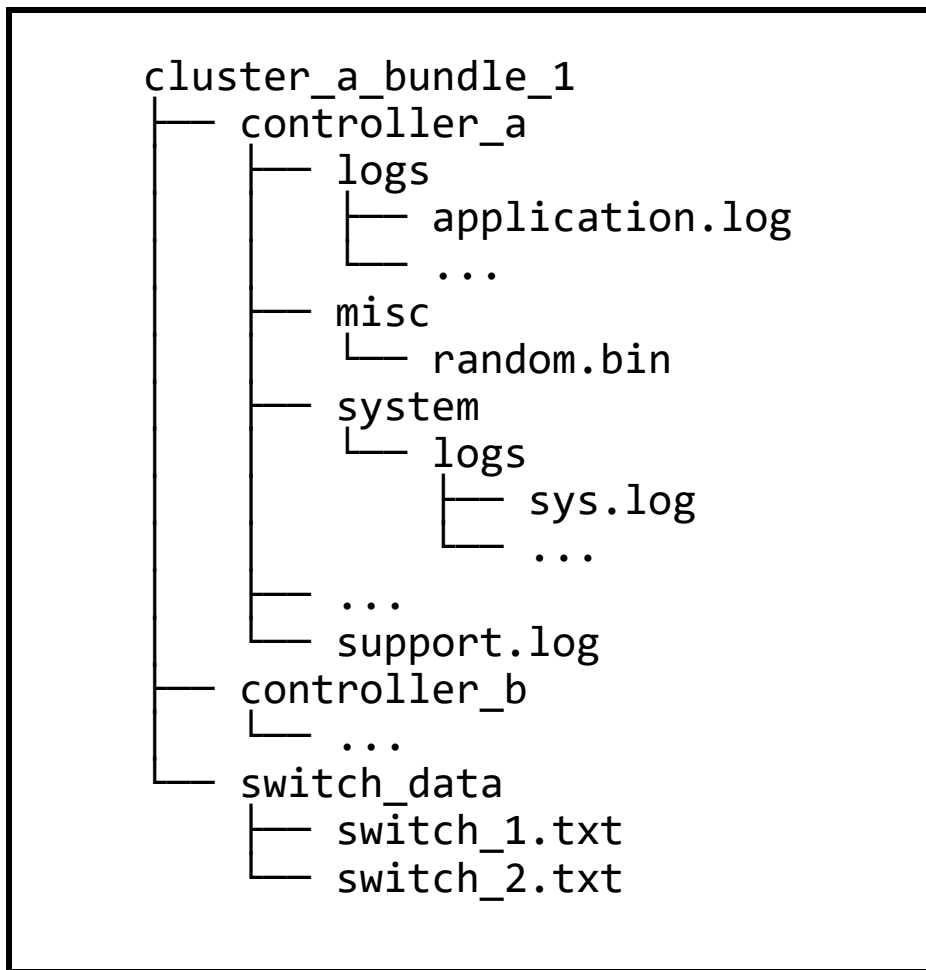 cluster_a_bundle_1
├── controller_a
│   ├── logs
│   │   ├── application.log
│   │   └── ...
│   ├── misc
│   │   └── random.bin
│   ├── system
│   │   └── logs
│   │       ├── sys.log
│   │       └── ...
│   ├── ...
│   └── support.log
├── controller_b
│   └── ...
└── switch_data
    ├── switch_1.txt
    └── switch_2.txt